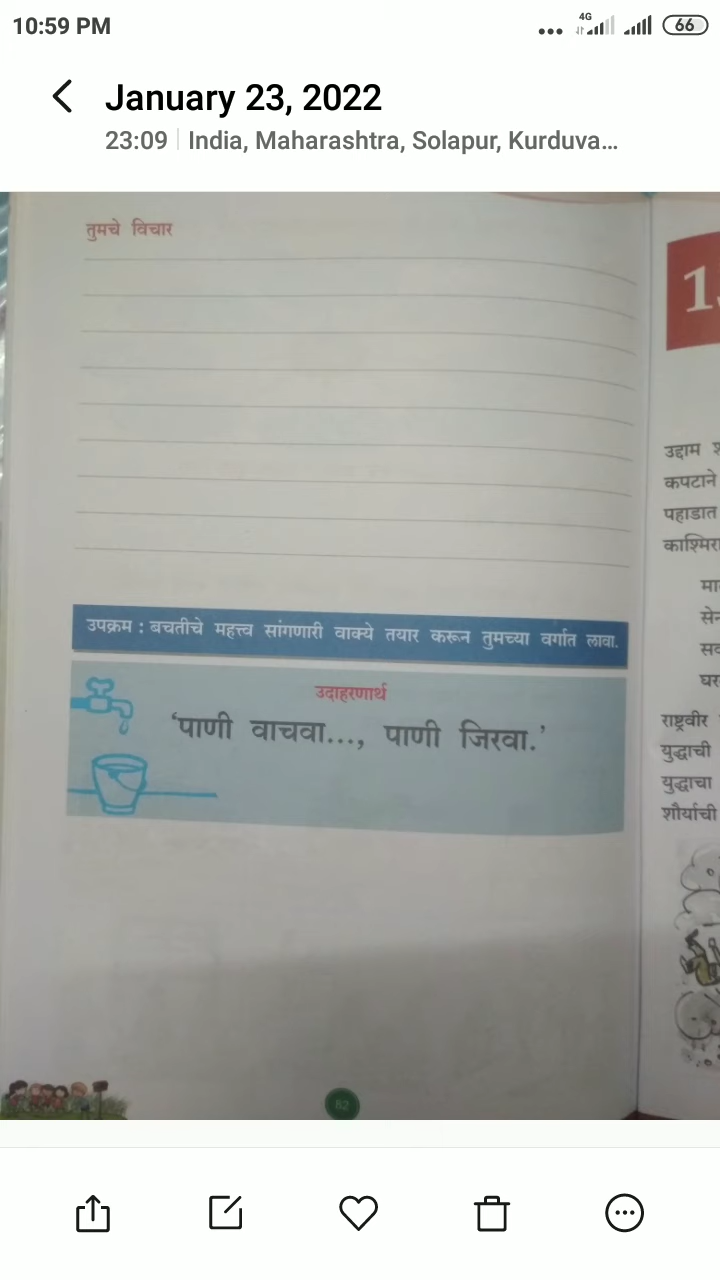 10:59 PM
4G
66
January 23, 2022
23:09 India, Maharashtra, Solapur, Kurduva...
तुमचे विचार
उपक्रम : बचतीचे महत्त्व सांगणारी वाक्ये तयार करून तुमच्या वर्गात लावा.
उदाहरणार्थ
‘पाणी वाचवा..., पाणी जिरवा.’
82
उद्दाम
कपटाने
पहाडात
राष्ट्रवीर
युद्धाची
युद्धाचा
शौर्याची